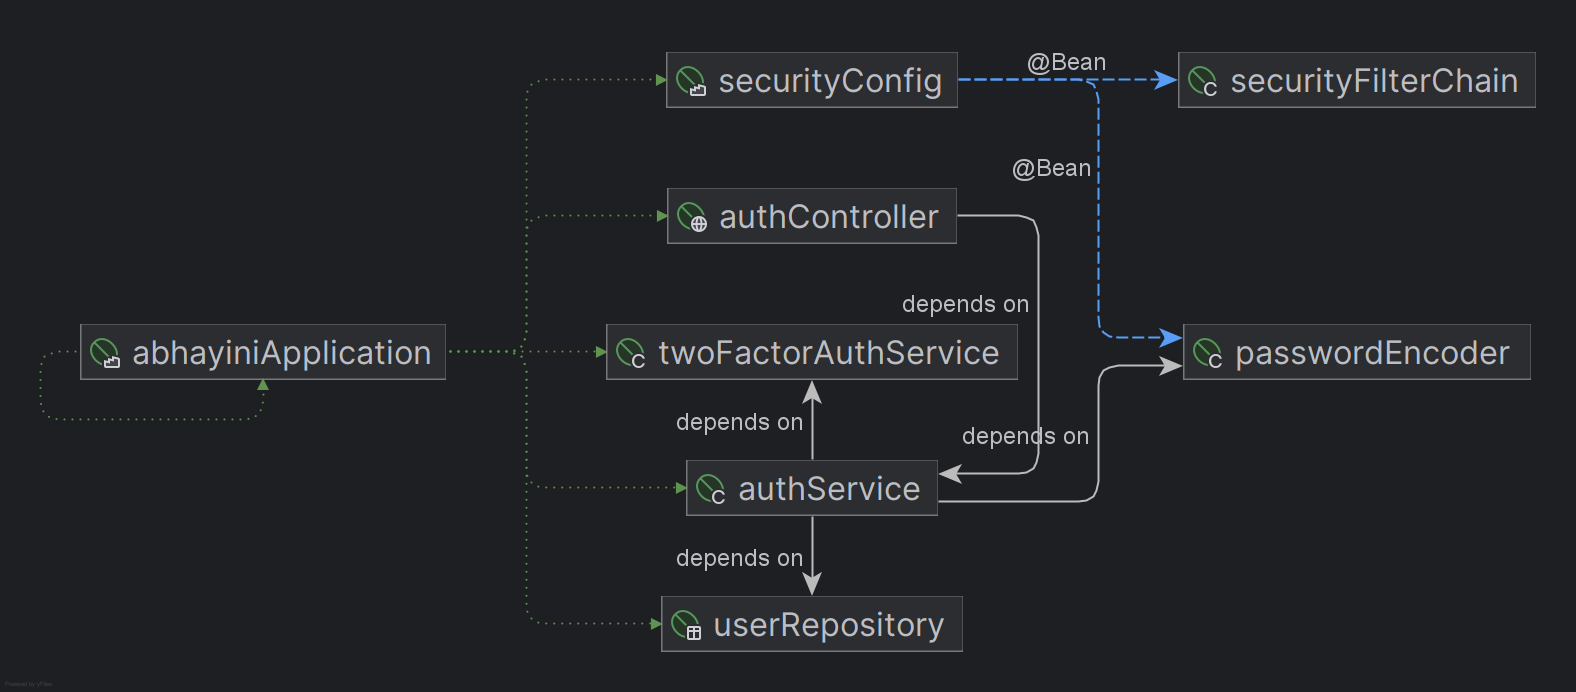 securityConfig
@Bean
securityFilterChain
@Bean
authController
depends on
abhayiniApplication
twoFactorAuthService
passwordEncoder
depends on
depends on
authService
depends on
userRepository
Powered by yFiles